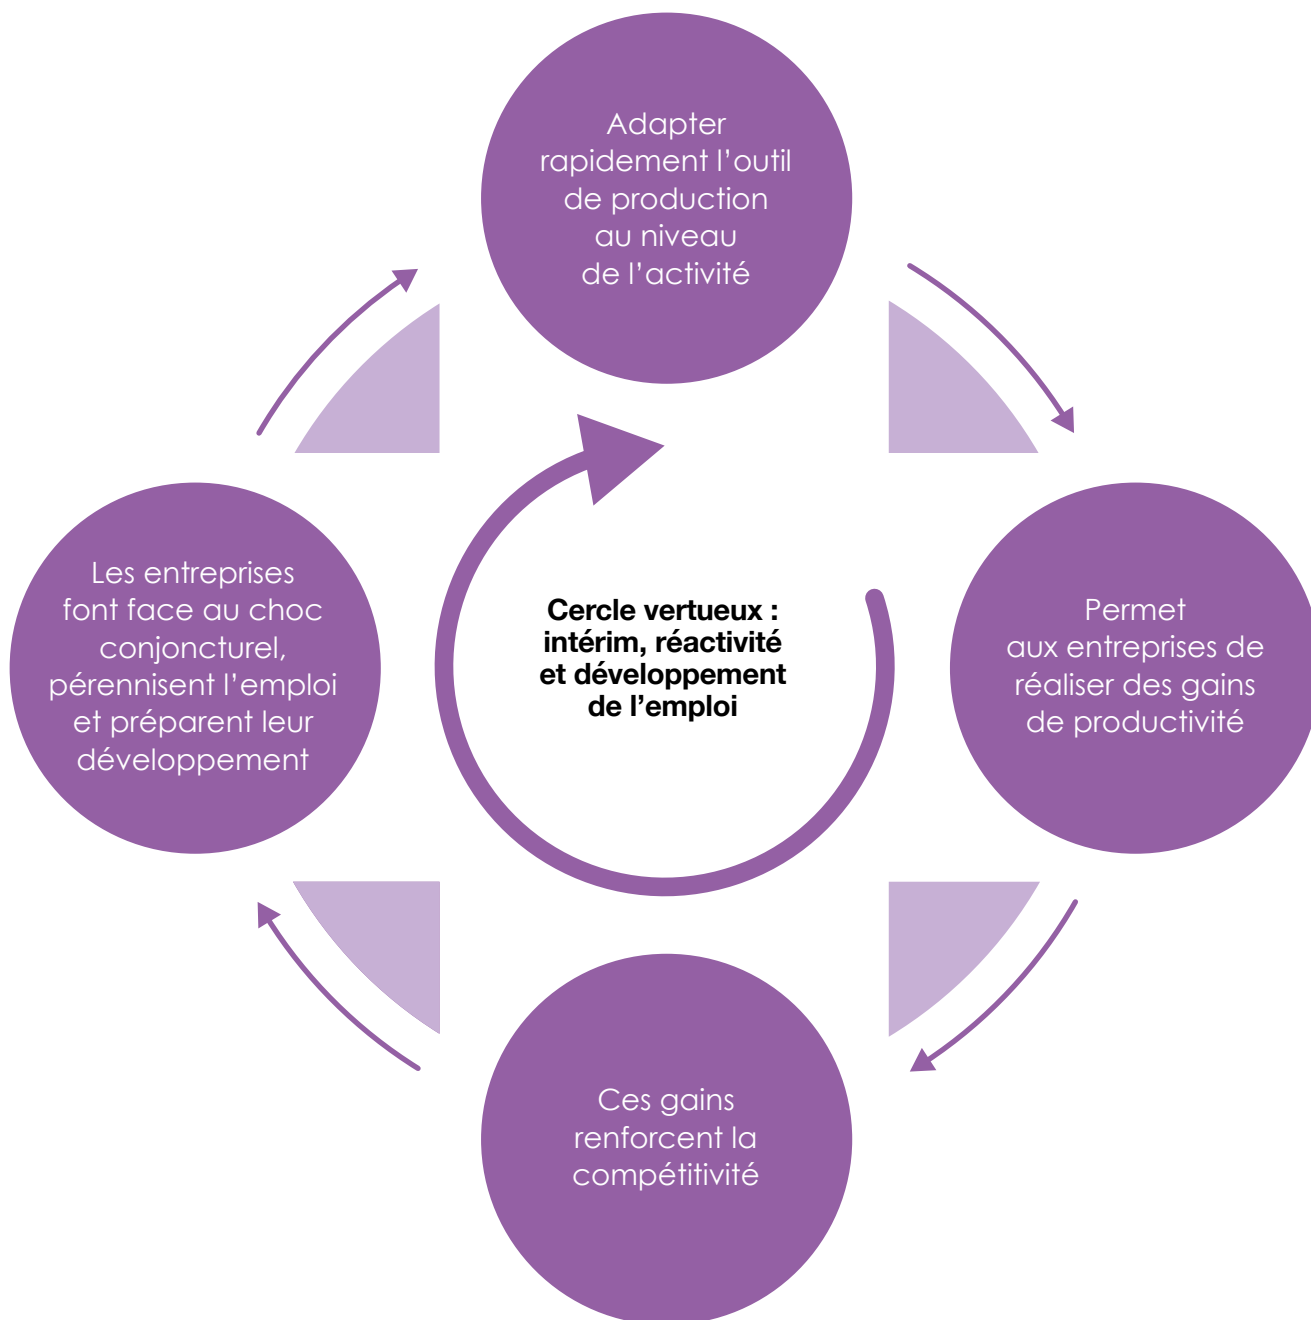 Adapter
rapidement l’outil
de production
au niveau
de l’activité
Permet
aux entreprises de
réaliser des gains
de productivité
Ces gains
renforcent la
compétitivité
Les entreprises
font face au choc
conjoncturel,
pérennisent l’emploi
et préparent leur
développement
Cercle vertueux :
intérim, réactivité
et développement
de l’emploi